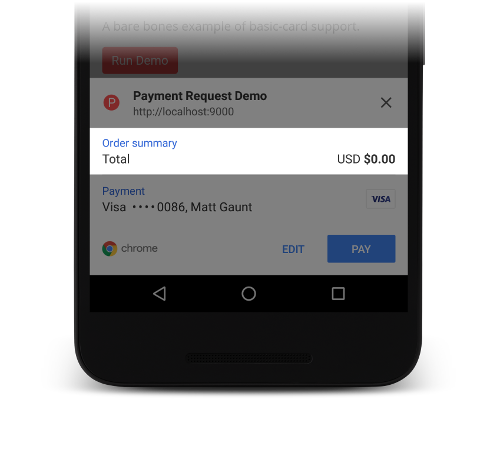 A bare bones example of basic-card support.
Run Demo
P
Payment Request Demo
http://localhost:9000
Order summary
Total USD $0.00
Payment
Visa •••• 0086, Matt Gaunt
VISA
chrome
EDIT PAY